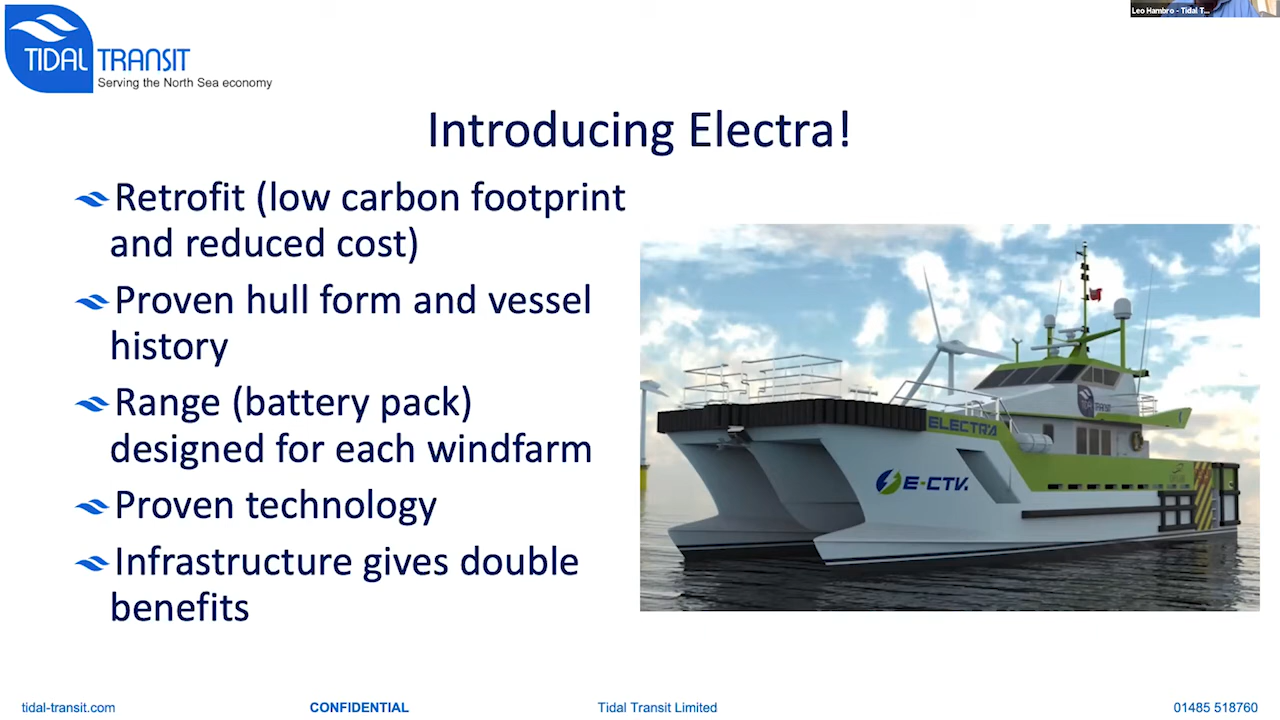 Leo Hambro - Tidal T...
TIDAL TRANSIT
Serving the North Sea economy
Introducing Electra!
Retrofit (low carbon footprint
and reduced cost)
Proven hull form and vessel
history
Range (battery pack)
designed for each windfarm
Proven technology
Infrastructure gives double
benefits
ELECTRA
E-CTV.
tidal-transit.com
CONFIDENTIAL
Tidal Transit Limited
01485 518760